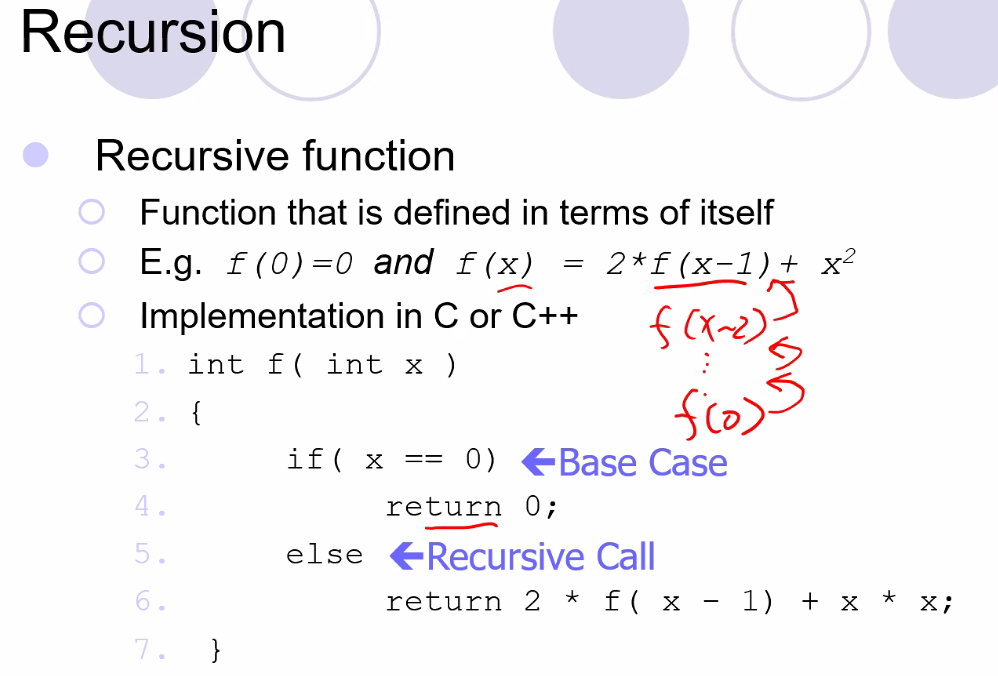 Recursion
Recursive function
Function that is defined in terms of itself
E.g. f(0)=0 and f(x) = 2*f(x-1)+ x²
Implementation in C or C++
f(x-2)
⋮
f(0)
1. int f( int x )
2. {
3. if( x == 0) ←Base Case
4. return 0;
5. else ←Recursive Call
6. return 2 * f( x - 1) + x * x;
7. }